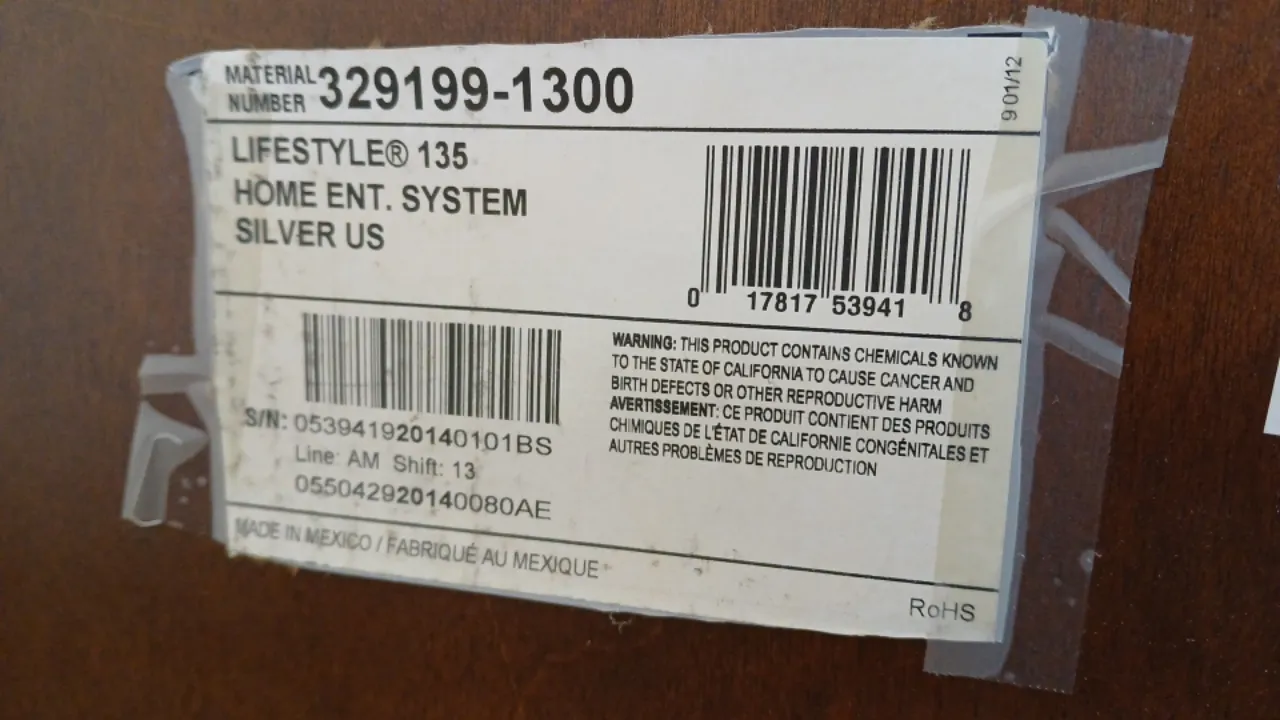 MATERIAL NUMBER 329199-1300
9 01/12
LIFESTYLE® 135
HOME ENT. SYSTEM
SILVER US
0 17817 53941 8
S/N: 053941920140101BS
Line: AM Shift: 13
055042920140080AE
WARNING: THIS PRODUCT CONTAINS CHEMICALS KNOWN
TO THE STATE OF CALIFORNIA TO CAUSE CANCER AND
BIRTH DEFECTS OR OTHER REPRODUCTIVE HARM
AVERTISSEMENT: CE PRODUIT CONTIENT DES PRODUITS
CHIMIQUES DE L'ÉTAT DE CALIFORNIE CONGÉNITALES ET
AUTRES PROBLÈMES DE REPRODUCTION
MADE IN MEXICO / FABRIQUÉ AU MEXIQUE
RoHS